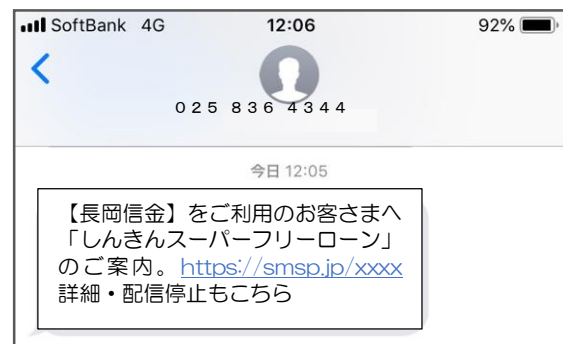 SoftBank 4G 12:06 92%
025 836 4344
今日 12:05
【長岡信金】をご利用のお客さまへ
「しんきんスーパーフリーローン」
のご案内。https://smsp.jp/xxxx
詳細・配信停止もこちら